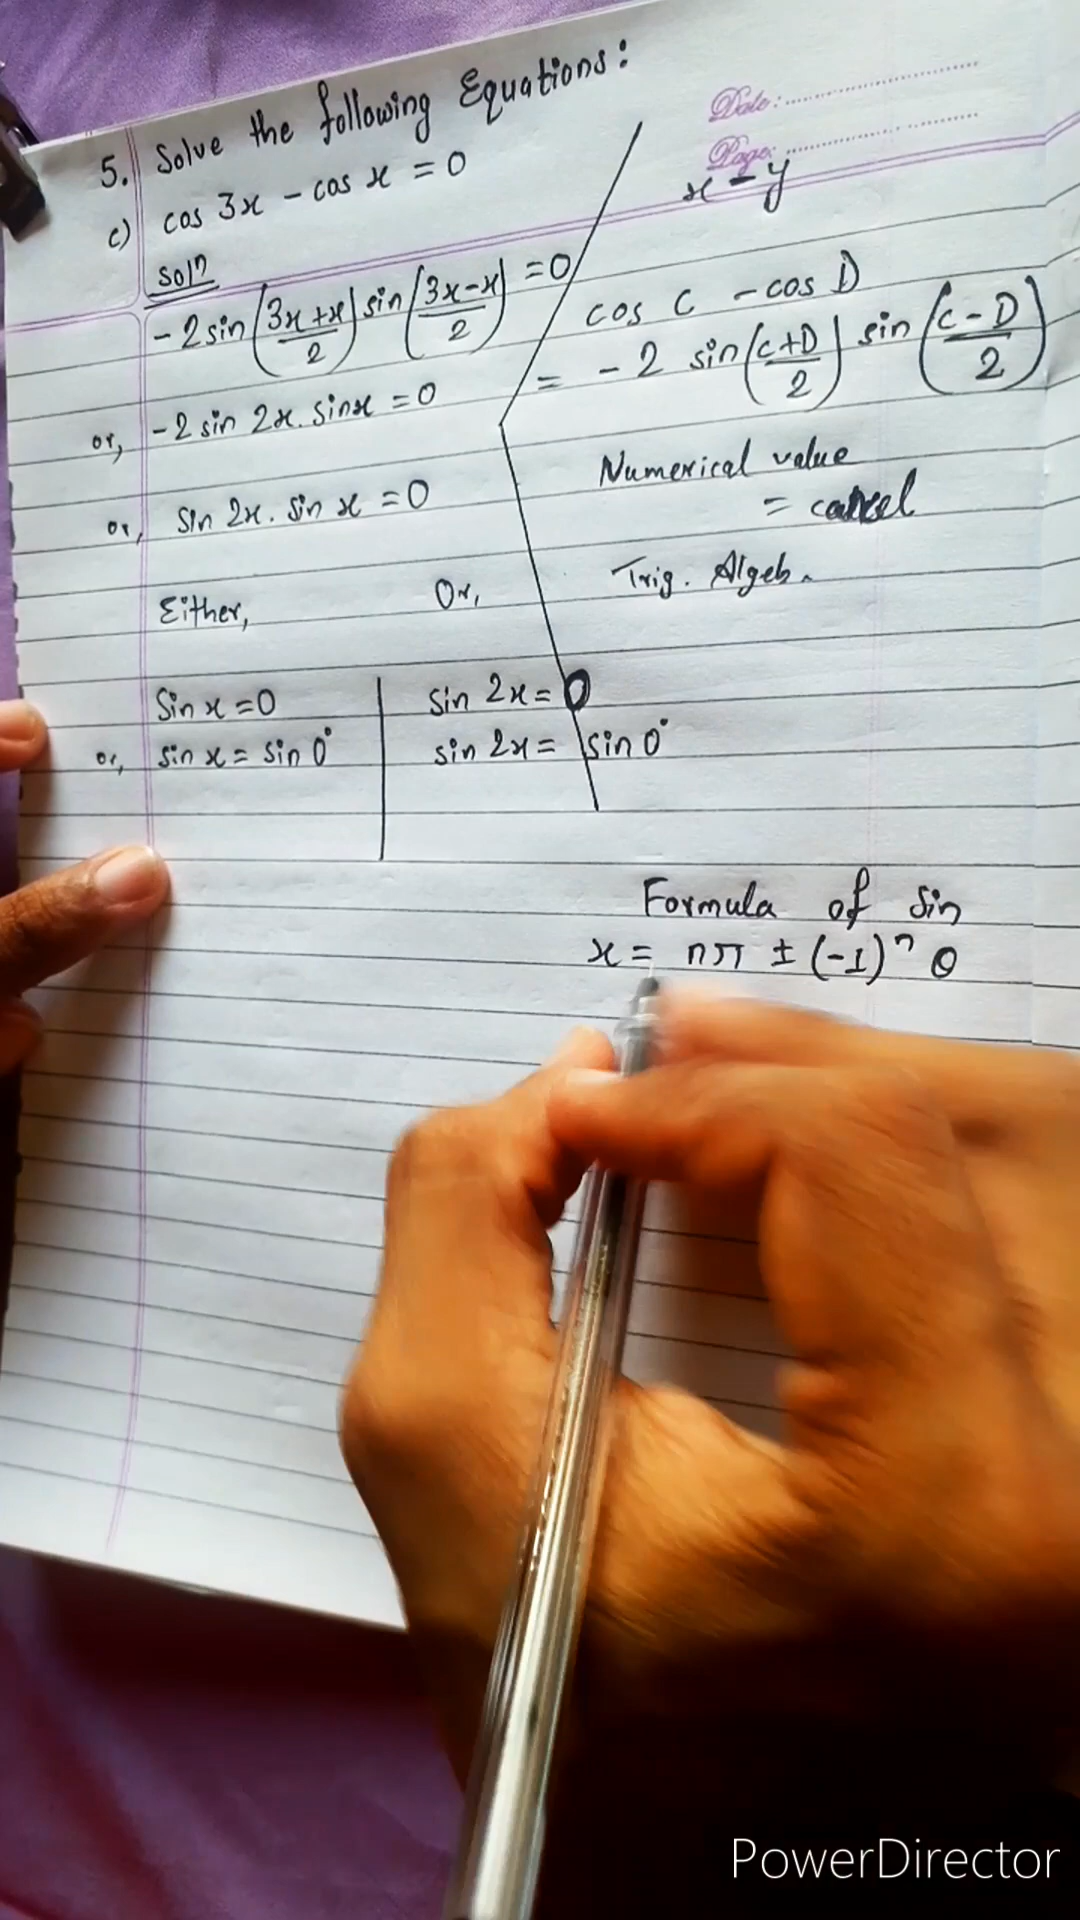 5. Solve the following Equations:
c) cos 3x - cos x = 0
Solⁿ
-2 sin (3x+x/2) sin (3x-x/2) = 0
or, -2 sin 2x. sinx = 0
or, sin 2x. sin x = 0
Either, Or,
Sin x = 0
or, sin x = sin 0°
sin 2x = 0
sin 2x = sin 0°
Date:
Page:
x - y
cos C - cos D
= -2 sin (C+D/2) sin (C-D/2)
Numerical value
= cancel
Trig. Algeb.
Formula of Sin
x = nπ ± (-1)ⁿ θ
PowerDirector